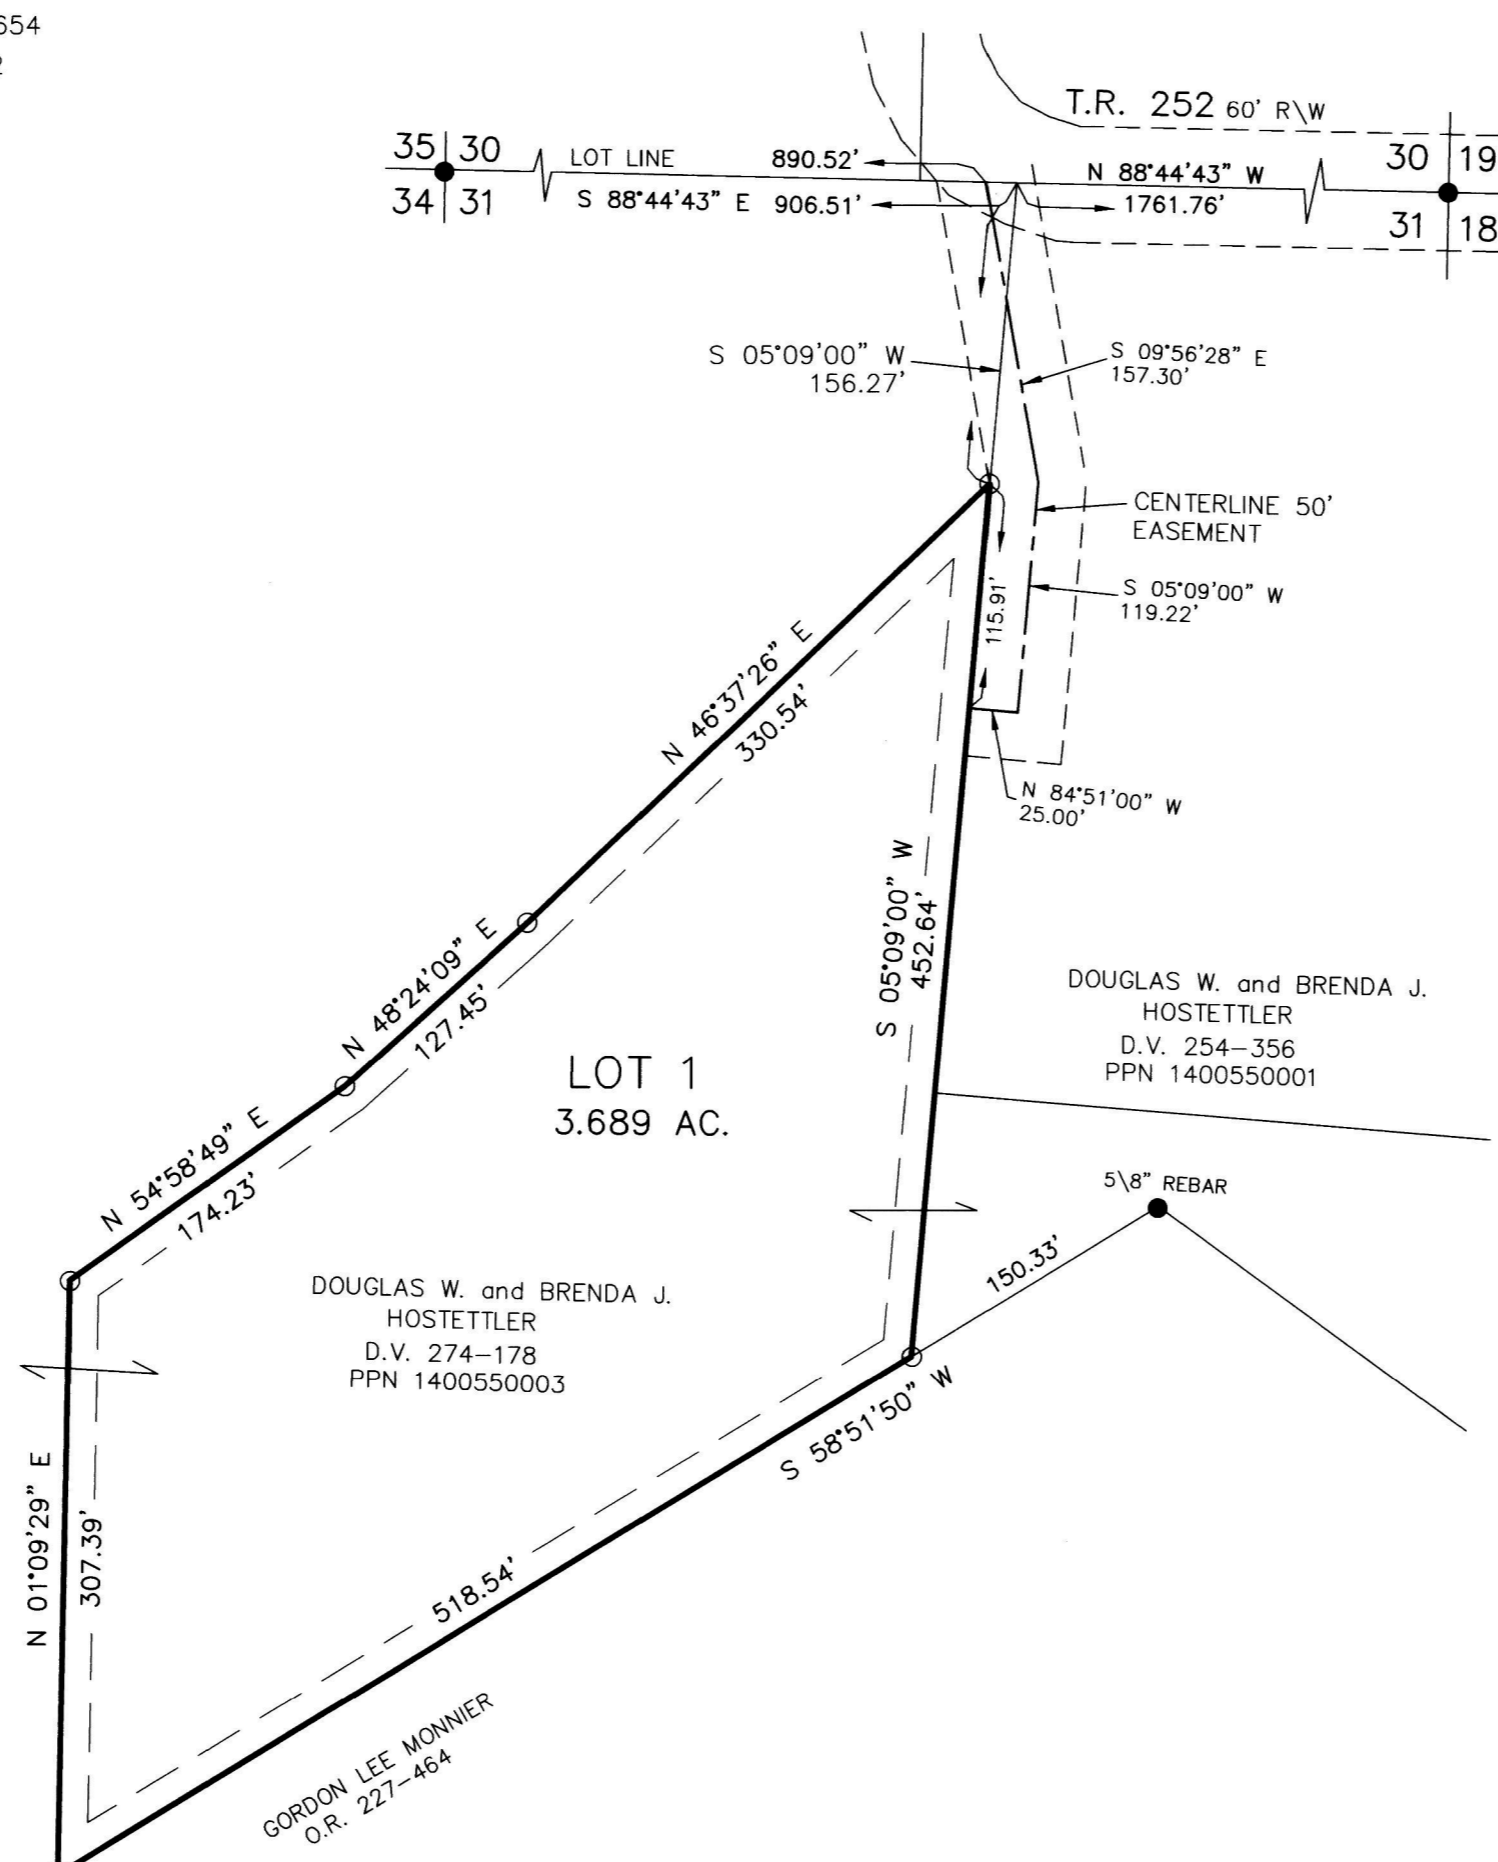 654
2
T.R. 252 60' R\W
35 30
34 31
LOT LINE
890.52'
N 88°44'43" W
30 19
S 88°44'43" E 906.51'
1761.76'
31 18
S 05°09'00" W
156.27'
S 09°56'28" E
157.30'
CENTERLINE 50'
EASEMENT
S 05°09'00" W
119.22'
115.91'
N 84°51'00" W
25.00'
N 46°37'26" E
330.54'
S 05°09'00" W
452.64'
N 48°24'09" E
127.45'
LOT 1
3.689 AC.
DOUGLAS W. and BRENDA J.
HOSTETTLER
D.V. 254-356
PPN 1400550001
N 54°58'49" E
174.23'
5\8" REBAR
150.33'
DOUGLAS W. and BRENDA J.
HOSTETTLER
D.V. 274-178
PPN 1400550003
S 58°51'50" W
518.54'
N 01°09'29" E
307.39'
GORDON LEE MONNIER
O.R. 227-464